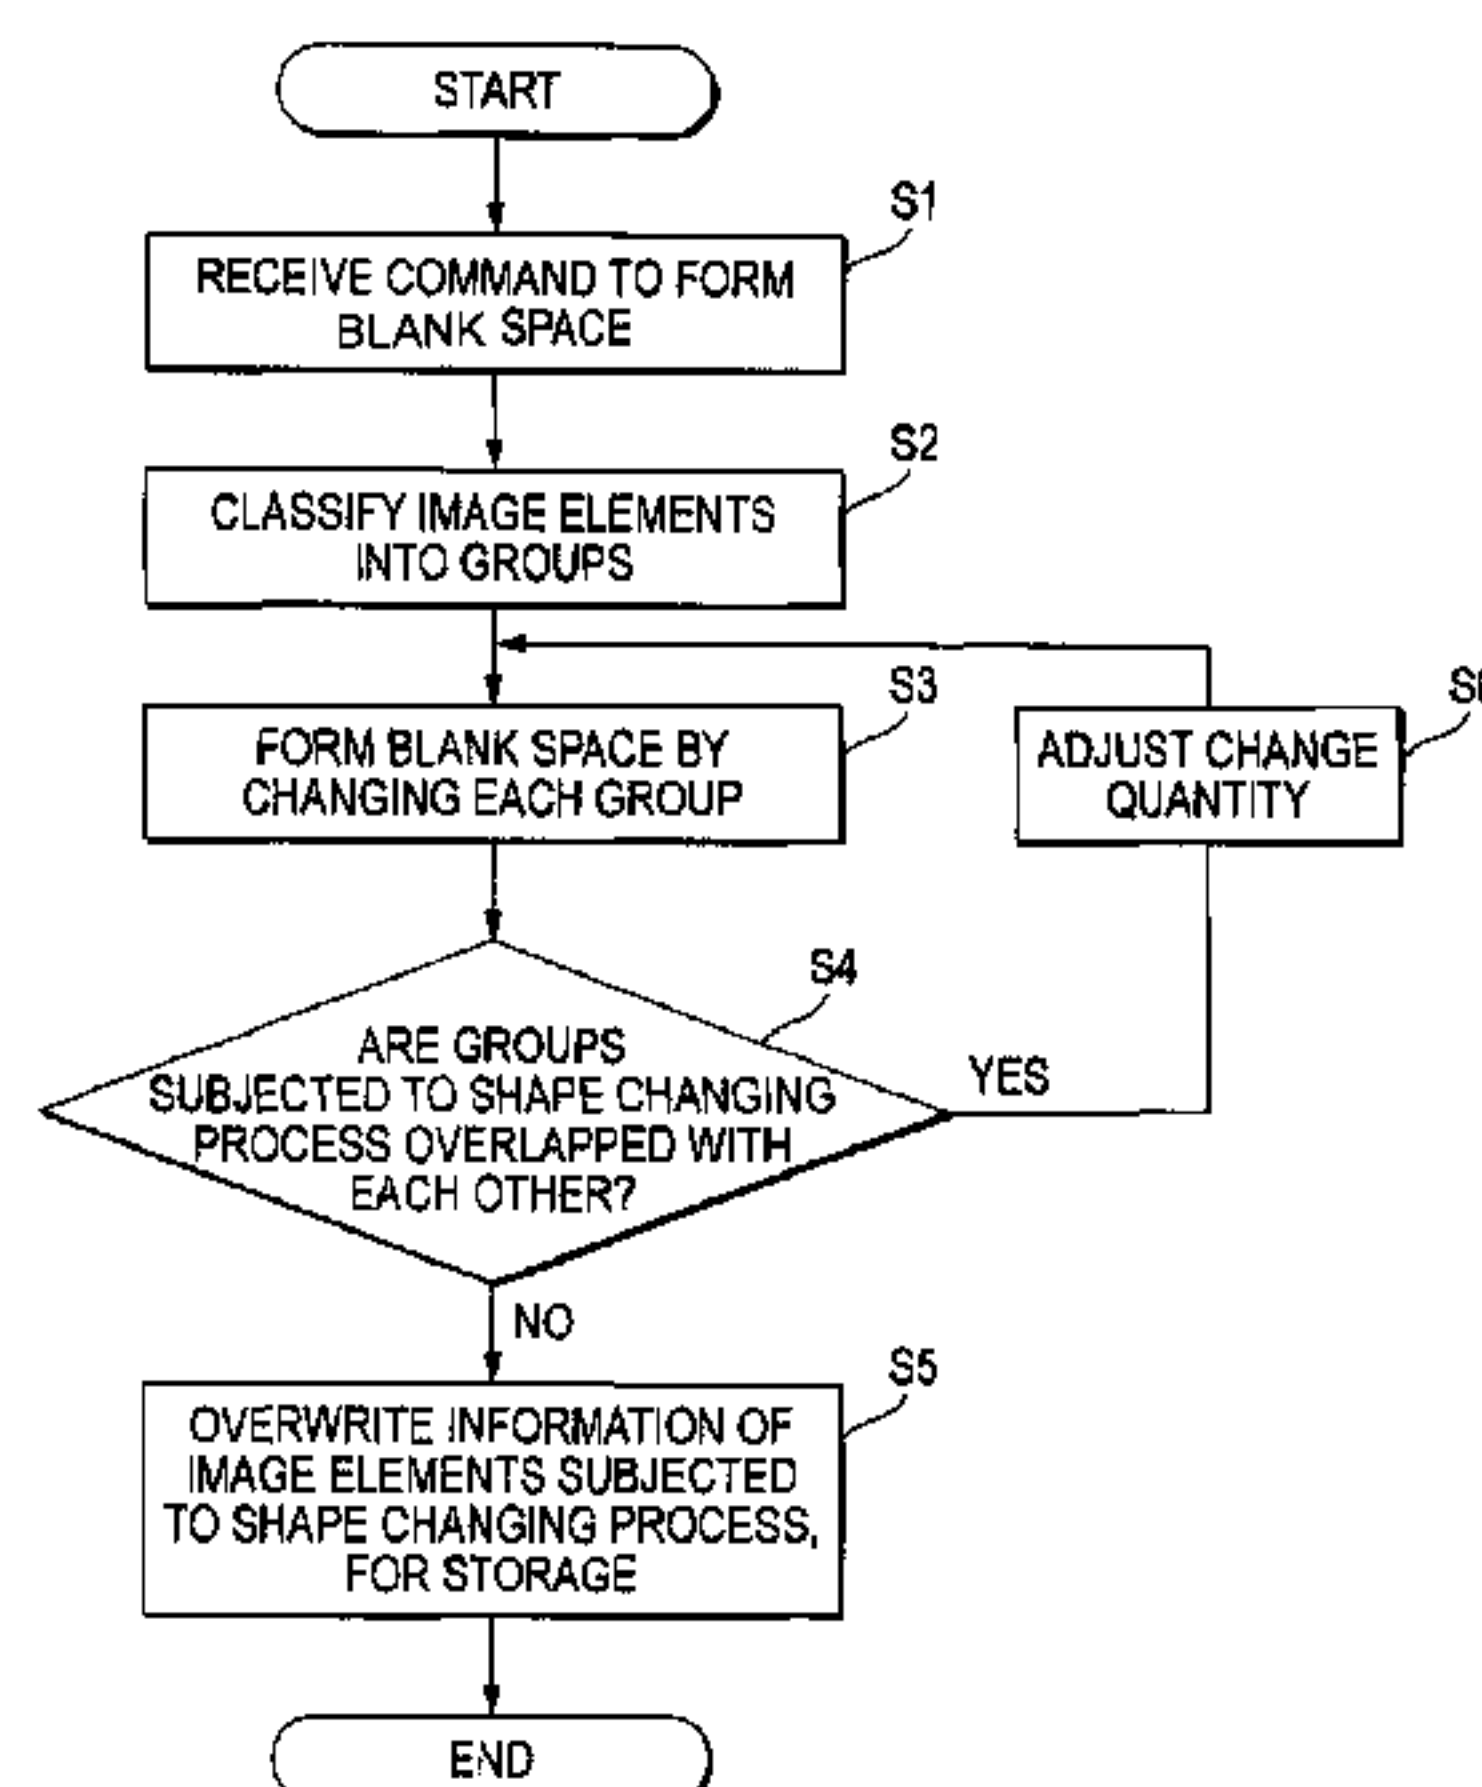 START
S1
RECEIVE COMMAND TO FORM
BLANK SPACE
S2
CLASSIFY IMAGE ELEMENTS
INTO GROUPS
S3
FORM BLANK SPACE BY
CHANGING EACH GROUP
ADJUST CHANGE
QUANTITY
S4
ARE GROUPS
SUBJECTED TO SHAPE CHANGING
PROCESS OVERLAPPED WITH
EACH OTHER?
YES
NO
S5
OVERWRITE INFORMATION OF
IMAGE ELEMENTS SUBJECTED
TO SHAPE CHANGING PROCESS,
FOR STORAGE
END